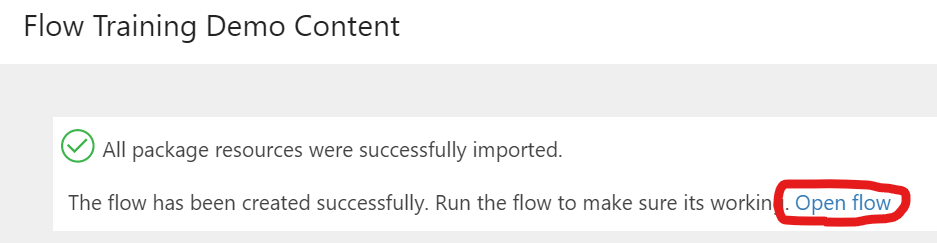 Flow Training Demo Content
All package resources were successfully imported.
The flow has been created successfully. Run the flow to make sure its working. Open flow